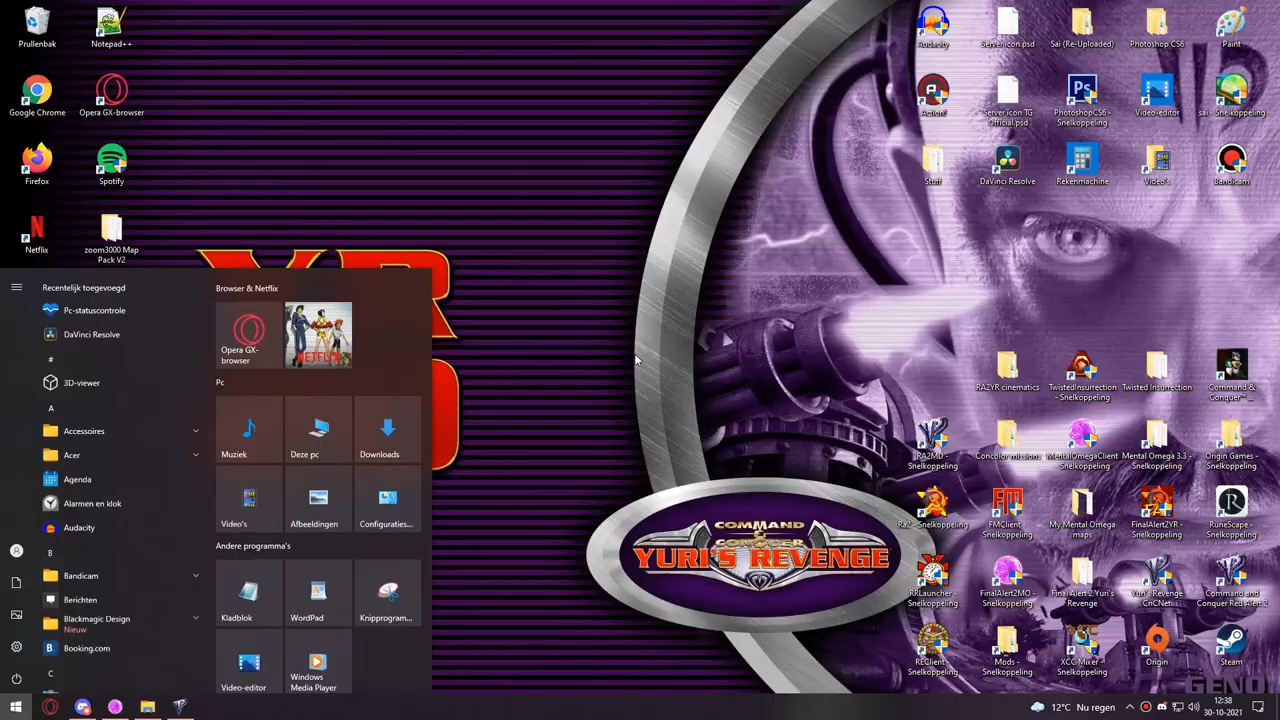 Prullenbak
Notepad++
Google Chrome
Opera GX-browser
Firefox
Spotify
Netflix
zoom3000 Map
Pack V2
Audacity
Server icon.psd
Sai (Re-Uploaded)
Photoshop CS6
Paint
Action!
Server icon TG
Official.psd
PhotoshopCS6 -
Snelkoppeling
Video-editor
sai - Snelkoppeling
Stuff
DaVinci Resolve
Rekenmachine
Video's
Bandicam
RA2YR cinematics
TwistedInsurrection
- Snelkoppeling
Twisted Insurrection
Command &
Conquer™ ...
RA2MD -
Snelkoppeling
Concolor missions
MentalOmegaClient
- Snelkoppeling
Mental Omega 3.3 -
Snelkoppeling
Origin Games -
Snelkoppeling
Ra2 - Snelkoppeling
FMClient -
Snelkoppeling
My Mental Omega
maps
FinalAlert2YR -
Snelkoppeling
RuneScape -
Snelkoppeling
RRLauncher -
Snelkoppeling
FinalAlert2MO -
Snelkoppeling
Final Alert 2 Yuri's
Revenge
Yuri's Revenge
CnCNet
Command and
Conquer Red Alert 2
REClient -
Snelkoppeling
Mods -
Snelkoppeling
XCC Mixer -
Snelkoppeling
Origin
Steam
COMMAND
&
CONQUER
YURI'S REVENGE
Recentelijk toegevoegd
Pc-statuscontrole
DaVinci Resolve
#
3D-viewer
A
Accessoires
Acer
Agenda
Alarmen en klok
Audacity
B
Bandicam
Berichten
Blackmagic Design
Nieuw
Booking.com
C
Browser & Netflix
Opera GX-
browser
NETFLIX
Pc
Muziek
Deze pc
Downloads
Video's
Afbeeldingen
Configuraties...
Andere programma's
Kladblok
WordPad
Knipprogram...
Video-editor
Windows
Media Player
12°C Nu regen
12:38
30-10-2021